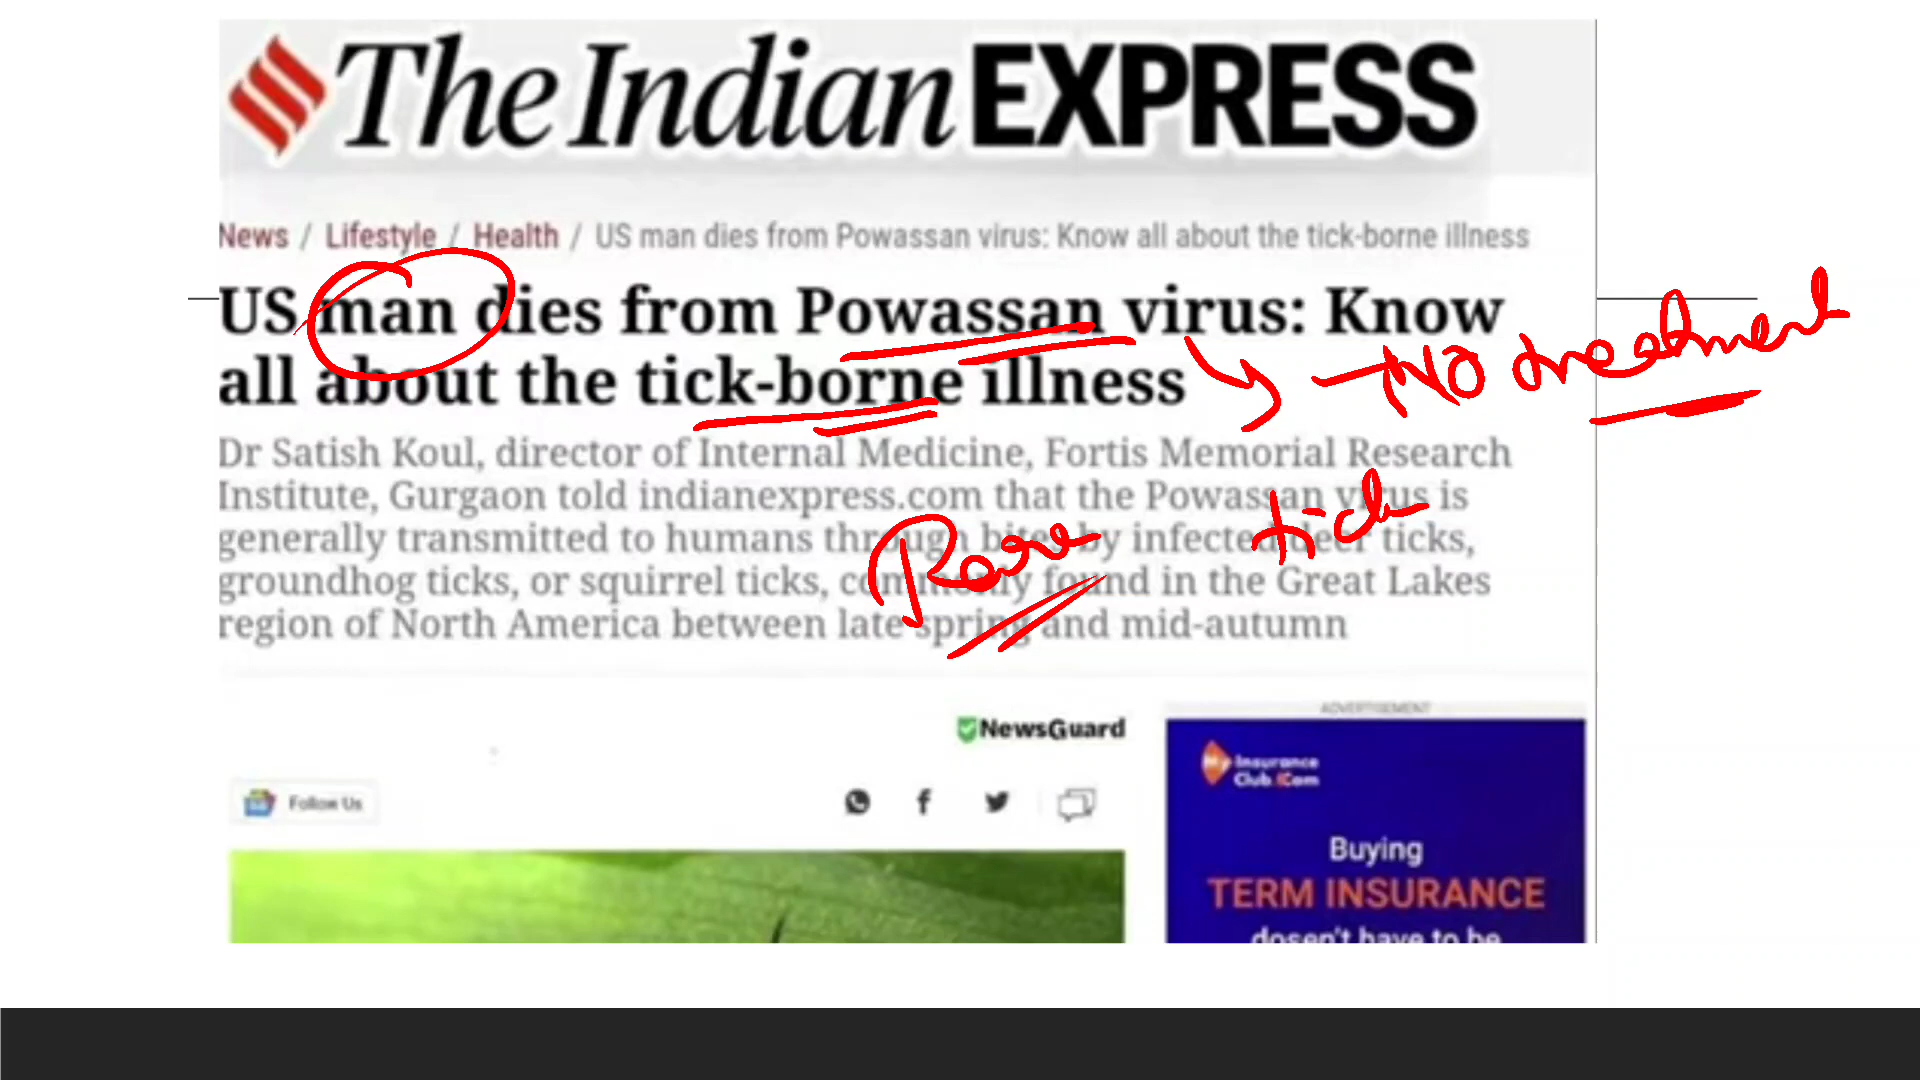 The Indian EXPRESS
News / Lifestyle / Health / US man dies from Powassan virus: Know all about the tick-borne illness
US man dies from Powassan virus: Know
all about the tick-borne illness
- No treatment
Dr Satish Koul, director of Internal Medicine, Fortis Memorial Research
Institute, Gurgaon told indianexpress.com that the Powassan virus is
generally transmitted to humans through bites by infected deer ticks,
groundhog ticks, or squirrel ticks, commonly found in the Great Lakes
region of North America between late spring and mid-autumn
tick
Rare
NewsGuard
ADVERTISEMENT
My Insurance
Club.Com
Follow Us
Buying
TERM INSURANCE
dosen't have to be